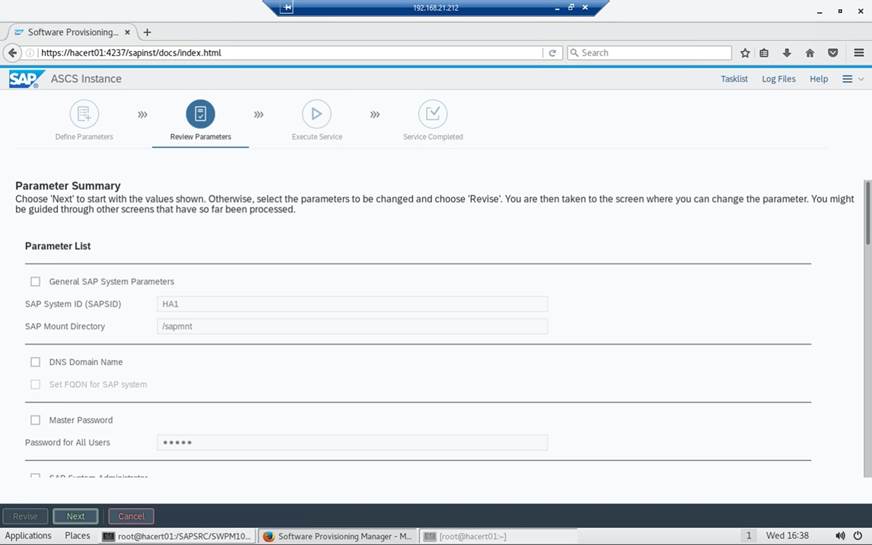 192.168.21.212
Software Provisioning...
https://hacert01:4237/sapinst/docs/index.html
Search
SAP ASCS Instance
Tasklist Log Files Help
Define Parameters
Review Parameters
Execute Service
Service Completed
Parameter Summary
Choose 'Next' to start with the values shown. Otherwise, select the parameters to be changed and choose 'Revise'. You are then taken to the screen where you can change the parameter. You might
be guided through other screens that have so far been processed.
Parameter List
General SAP System Parameters
SAP System ID (SAPSID) HA1
SAP Mount Directory /sapmnt
DNS Domain Name
Set FQDN for SAP system
Master Password
Password for All Users •••••
SAP System Administrator
Revise Next Cancel
Applications Places root@hacert01:/SAPSRC/SWPM10... Software Provisioning Manager - M... [root@hacert01:~] 1 Wed 16:38